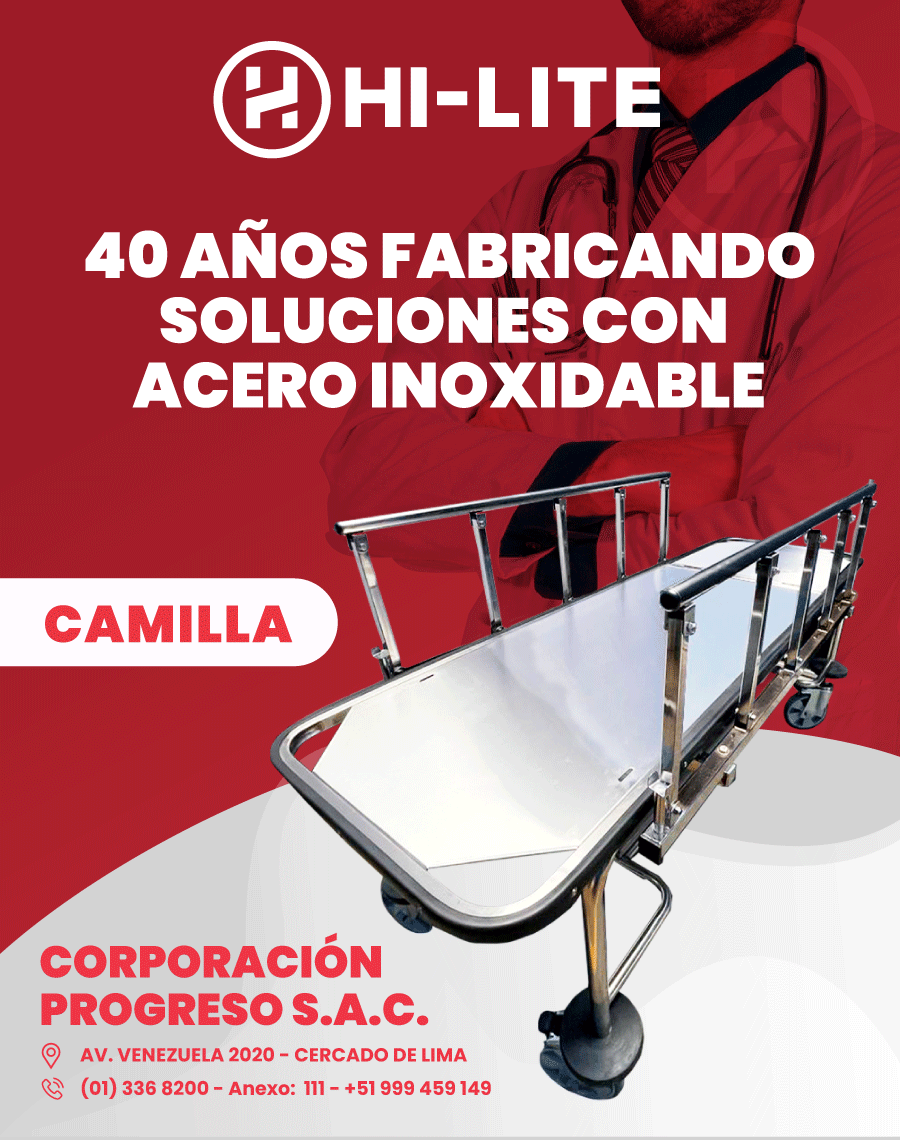 HI-LITE
40 AÑOS FABRICANDO
SOLUCIONES CON
ACERO INOXIDABLE
CAMILLA
CORPORACIÓN
PROGRESO S.A.C.
AV. VENEZUELA 2020 - CERCADO DE LIMA
(01) 336 8200 - Anexo: 111 - +51 999 459 149